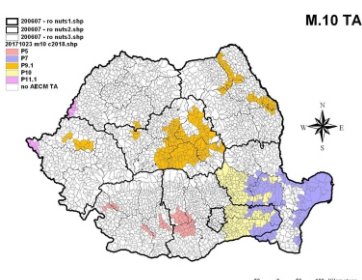 M.10 TA
200607 - ro nuts1.shp
200607 - ro nuts2.shp
200607 - ro nuts3.shp
20171023 m10 c2018.shp
P5
P7
P9.1
P10
P11.1
no AECM TA
N
W
E
S